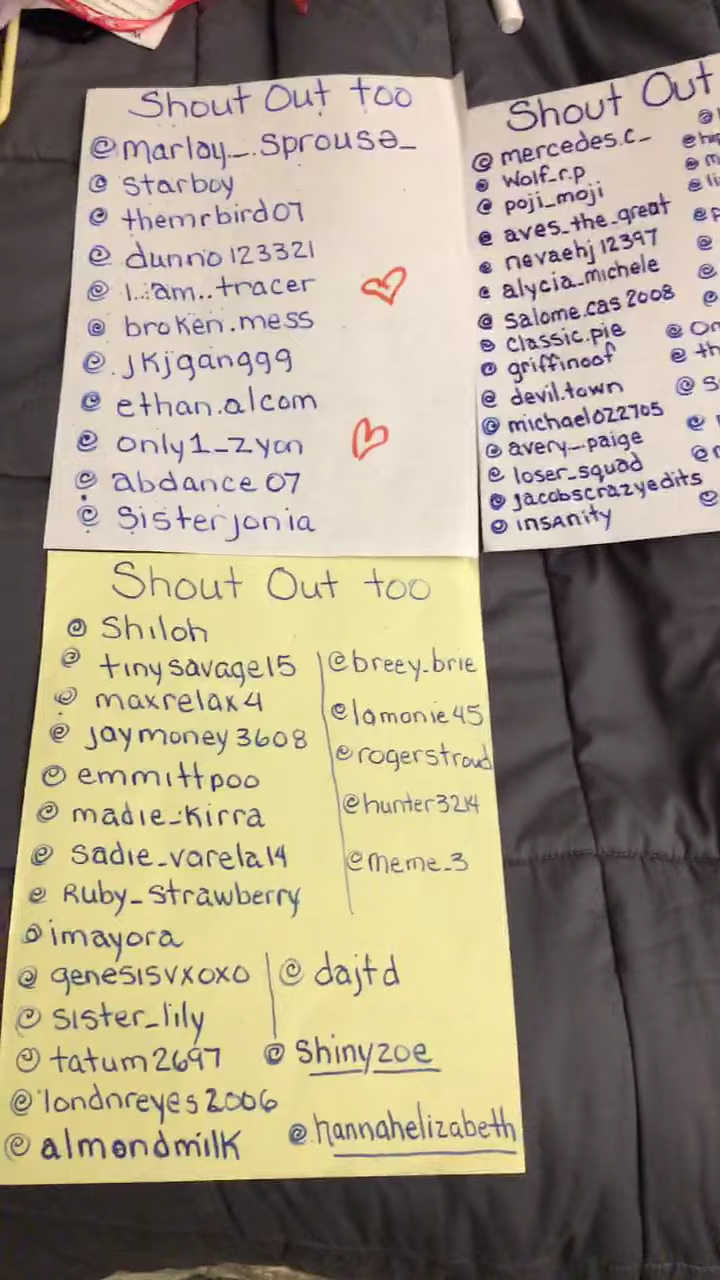 Shout Out too
@marlay_.sprouse_
@starboy
@themrbird07
@dunno123321
@I..am..tracer
@broken.mess
@.jkjgang99
@ethan.alcom
@only1_zyon
@abdance07
@sisterjonia
Shout Out
@mercedes.c_
@wolf_r.p
@poji_moji
@aves_the_great
@nevaehj12397
@alycia_michele
@salome.cas2008
@classic.pie
@griffinoof
@devil.town
@michael022705
@avery_.paige
@loser_squad
@jacobscrazyedits
@insanity
Shout Out too
@Shiloh
@tinysavage15
@maxrelax4
@jaymoney3608
@emmittpoo
@madie_kirra
@sadie_varela14
@Ruby_strawberry
@imayora
@genesisvxoxo
@sister_lily
@tatum2697
@londnreyes2006
@almondmilk
@breey.brie
@lamonie45
@rogerstroud
@hunter3214
@meme_3
@dajtd
@shinyzoe
@hannahelizabeth